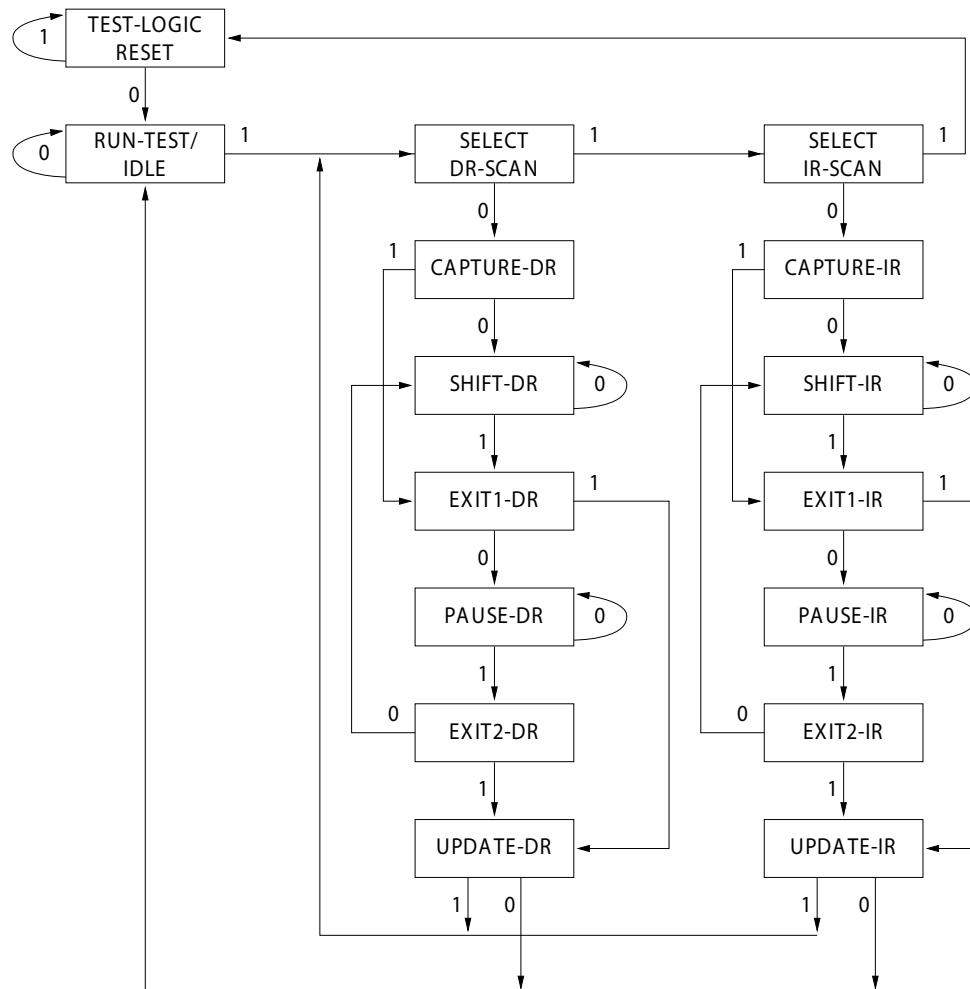 TEST-LOGIC
RESET
1
0
RUN-TEST/
IDLE
0
1
SELECT
DR-SCAN
1
SELECT
IR-SCAN
1
0
0
1
CAPTURE-DR
1
CAPTURE-IR
0
0
SHIFT-DR
0
SHIFT-IR
0
1
1
EXIT1-DR
1
EXIT1-IR
1
0
0
PAUSE-DR
0
PAUSE-IR
0
1
1
0
EXIT2-DR
0
EXIT2-IR
1
1
UPDATE-DR
UPDATE-IR
1
0
1
0